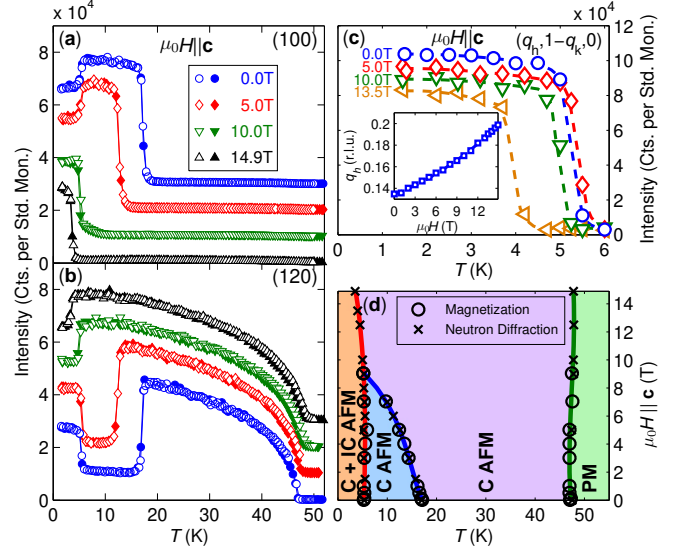 × 10⁴
(a)
μ₀H||c
(100)
0.0T
5.0T
10.0T
14.9T
8
6
4
2
0
Intensity (Cts. per Std. Mon.)
(b)
(120)
8
6
4
2
0
0 10 20 30 40 50
T (K)
× 10⁴
(c)
μ₀H||c
(qₕ,1−qₖ,0)
0.0T
5.0T
10.0T
13.5T
10
8
6
4
2
0
Intensity (Cts. per Std. Mon.)
0.2
0.18
0.16
0.14
qₕ (r.l.u.)
0 3 6 9 12
μ₀H (T)
0 1 2 3 4 5 6
T (K)
(d)
Magnetization
Neutron Diffraction
C + IC AFM
C AFM
C AFM
PM
14
12
10
8
6
4
2
0
μ₀H || c (T)
0 10 20 30 40 50
T (K)